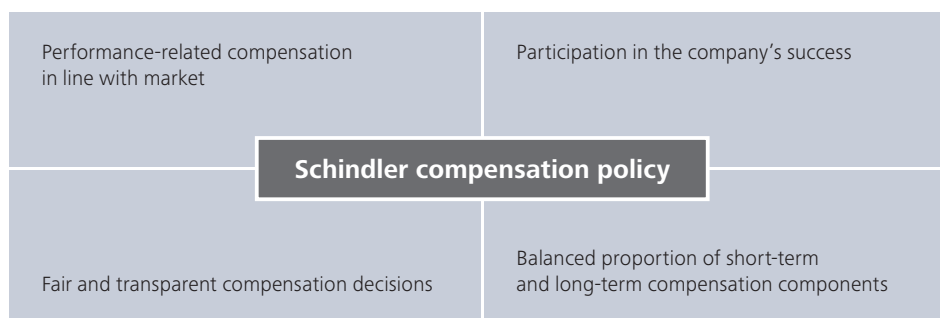 Performance-related compensation
in line with market
Participation in the company’s success
Schindler compensation policy
Fair and transparent compensation decisions
Balanced proportion of short-term
and long-term compensation components